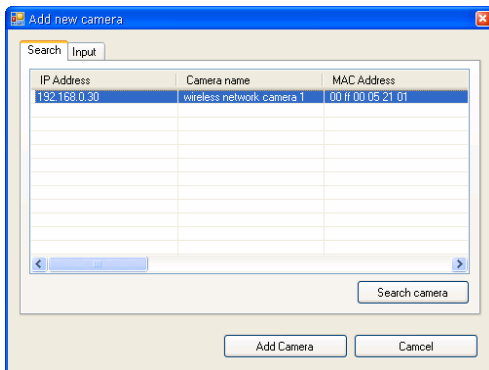 Add new camera
Search Input
IP Address Camera name MAC Address
192.168.0.30 wireless network camera 1 00 ff 00 05 21 01
Search camera
Add Camera Camcel